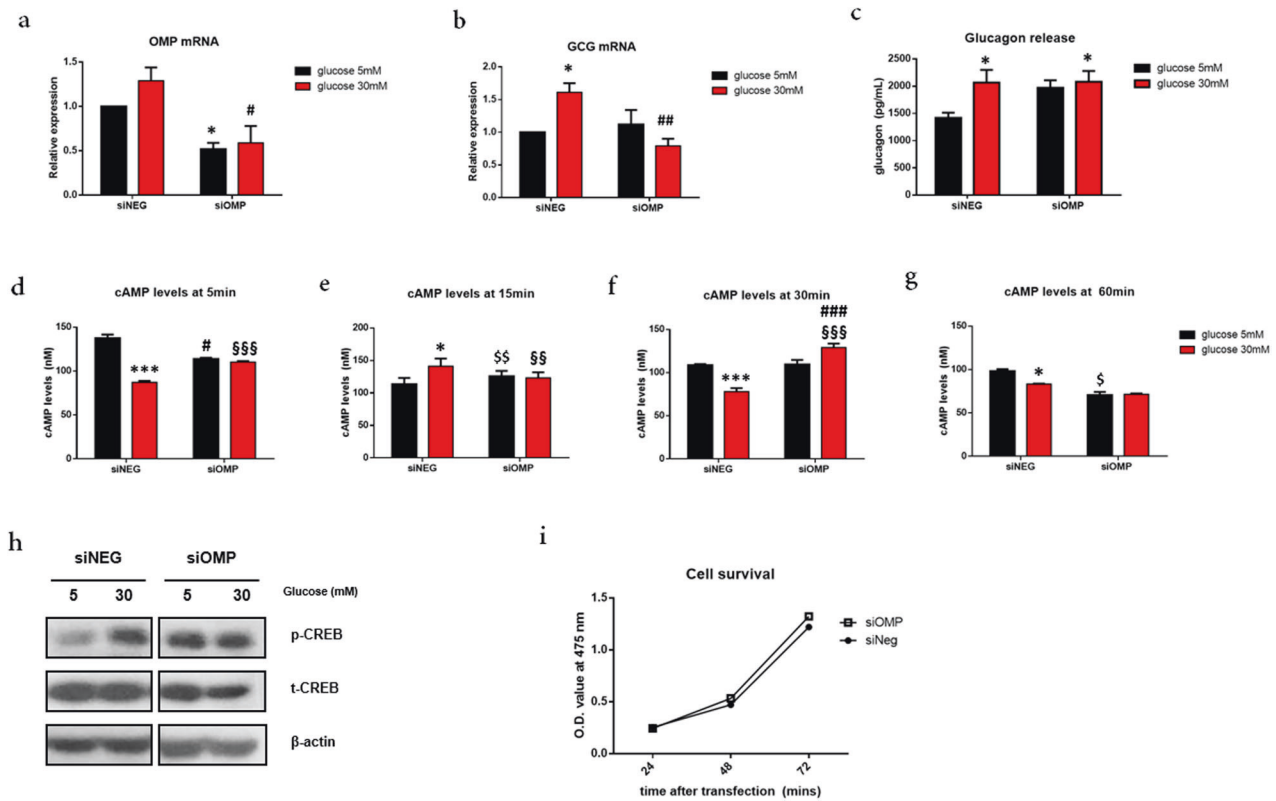 a
OMP mRNA
Relative expression
1.5
1.0
0.5
0.0
*
#
siNEG
siOMP
glucose 5mM
glucose 30mM
b
GCG mRNA
Relative expression
2.0
1.5
1.0
0.5
0.0
*
##
siNEG
siOMP
glucose 5mM
glucose 30mM
c
Glucagon release
glucagon (pg/mL)
2500
2000
1500
1000
500
0
*
*
siNEG
siOMP
glucose 5mM
glucose 30mM
d
cAMP levels at 5min
cAMP levels (nM)
150
100
50
0
***
#
§§§
siNEG
siOMP
e
cAMP levels at 15min
cAMP levels (nM)
200
150
100
50
0
*
$$
§§
siNEG
siOMP
f
cAMP levels at 30min
cAMP levels (nM)
150
100
50
0
***
###
§§§
siNEG
siOMP
g
cAMP levels at 60min
cAMP levels (nM)
150
100
50
0
*
$
siNEG
siOMP
glucose 5mM
glucose 30mM
h
siNEG siOMP
5 30 5 30 Glucose (mM)
p-CREB
t-CREB
β-actin
i
Cell survival
O.D. value at 475 nm
1.5
1.0
0.5
0.0
24
48
72
time after transfection (mins)
siOMP
siNeg